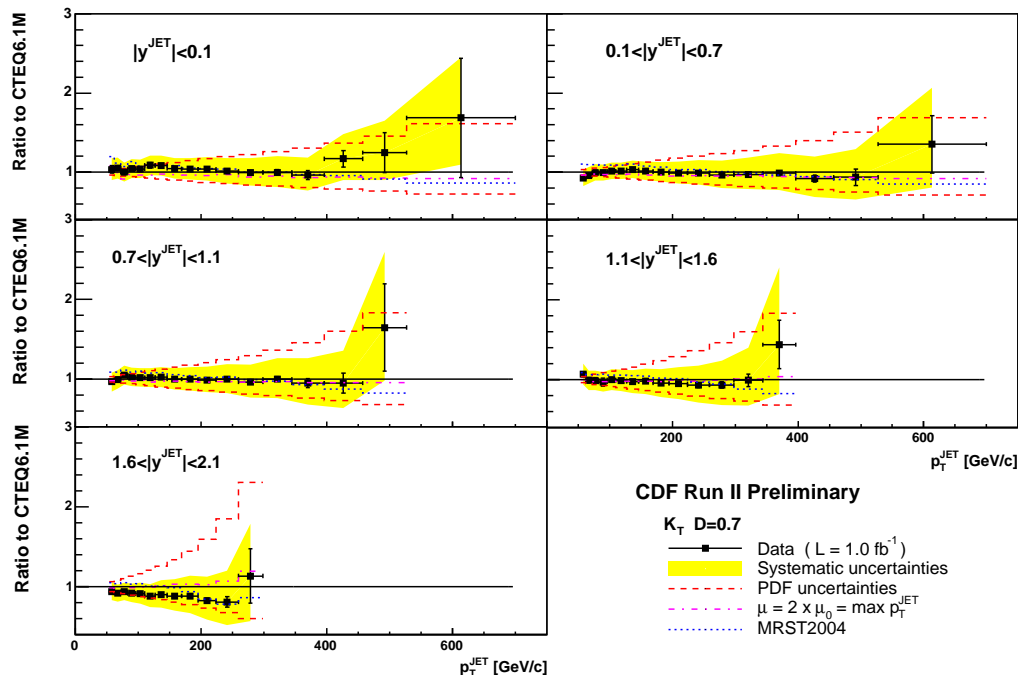 Ratio to CTEQ6.1M
3
2
1
|y^JET|<0.1
0.1<|y^JET|<0.7
Ratio to CTEQ6.1M
3
2
1
0.7<|y^JET|<1.1
1.1<|y^JET|<1.6
200 400 600
p_T^JET [GeV/c]
Ratio to CTEQ6.1M
3
2
1
1.6<|y^JET|<2.1
0 200 400 600
p_T^JET [GeV/c]
CDF Run II Preliminary
K_T D=0.7
Data ( L = 1.0 fb^-1)
Systematic uncertainties
PDF uncertainties
μ = 2 x μ_0 = max p_T^JET
MRST2004